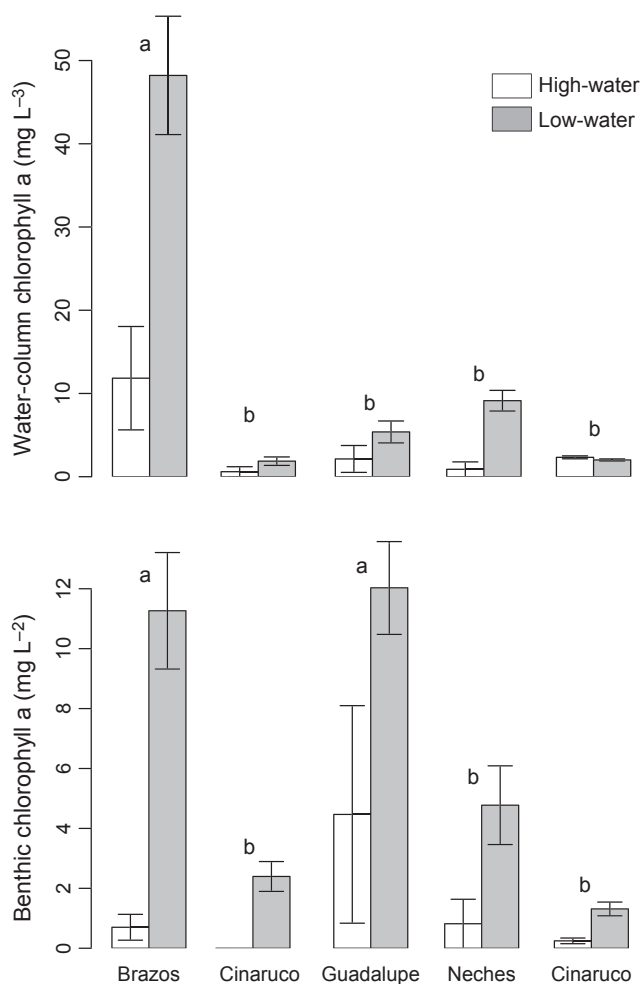 Water-column chlorophyll a (mg L⁻³)
50
40
30
20
10
0
a
b
b
b
b
High-water
Low-water
Benthic chlorophyll a (mg L⁻²)
12
10
8
6
4
2
0
a
b
a
b
b
Brazos Cinaruco Guadalupe Neches Cinaruco